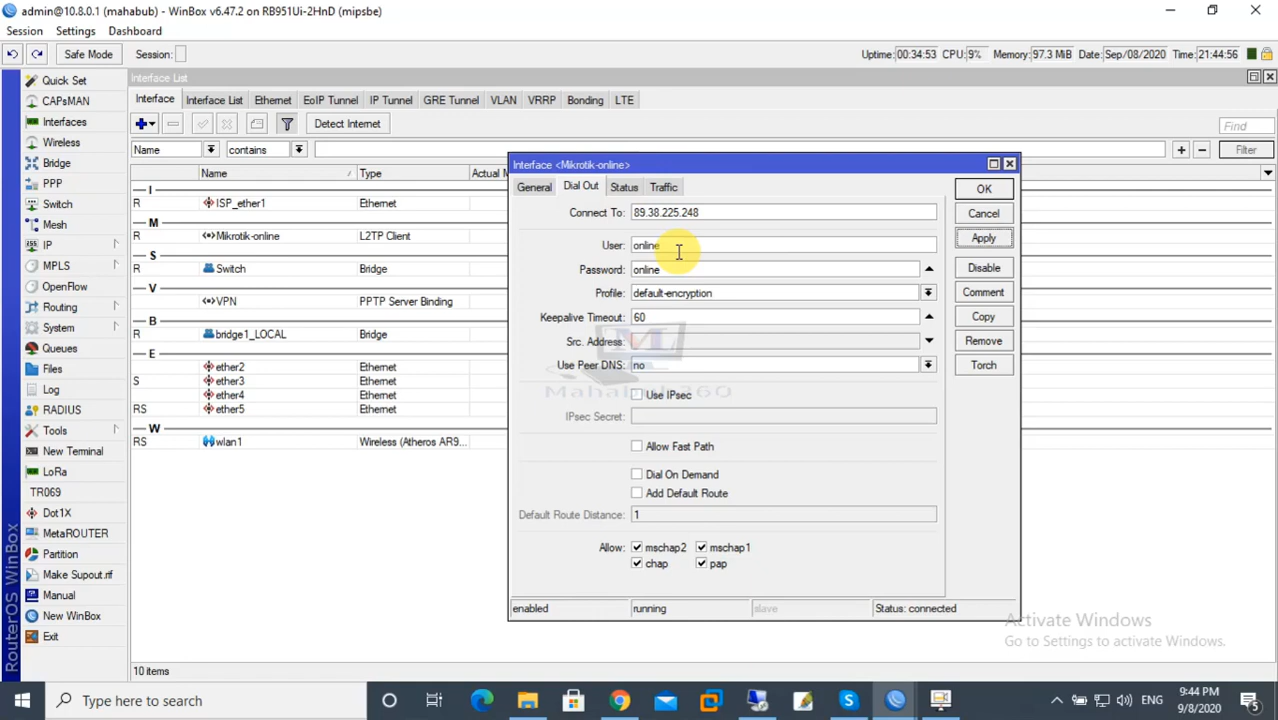 admin@10.8.0.1 (mahabub) - WinBox v6.47.2 on RB951Ui-2HnD (mipsbe)
Session Settings Dashboard
Safe Mode Session: Uptime: 00:34:53 CPU: 9% Memory: 97.3 MiB Date: Sep/08/2020 Time: 21:44:56
RouterOS WinBox
Quick Set
CAPsMAN
Interfaces
Wireless
Bridge
PPP
Switch
Mesh
IP
MPLS
OpenFlow
Routing
System
Queues
Files
Log
RADIUS
Tools
New Terminal
LoRa
TR069
Dot1X
MetaROUTER
Partition
Make Supout.rif
Manual
New WinBox
Exit
Interface List
Interface Interface List Ethernet EoIP Tunnel IP Tunnel GRE Tunnel VLAN VRRP Bonding LTE
Detect Internet Find
Name contains Filter
Name / Type Actual M
I
R ISP_ether1 Ethernet
M
R Mikrotik-online L2TP Client
S
R Switch Bridge
V
VPN PPTP Server Binding
B
R bridge1_LOCAL Bridge
E
ether2 Ethernet
S ether3 Ethernet
ether4 Ethernet
RS ether5 Ethernet
W
RS wlan1 Wireless (Atheros AR9...
10 items
Interface <Mikrotik-online>
General Dial Out Status Traffic
Connect To: 89.38.225.248
User: online
Password: online
Profile: default-encryption
Keepalive Timeout: 60
Src. Address:
Use Peer DNS: no
Use IPsec
IPsec Secret:
Allow Fast Path
Dial On Demand
Add Default Route
Default Route Distance: 1
Allow: mschap2 mschap1
chap pap
enabled running slave Status: connected
OK
Cancel
Apply
Disable
Comment
Copy
Remove
Torch
Mahabub360
Activate Windows
Go to Settings to activate Windows.
Type here to search
ENG
9:44 PM
9/8/2020
5